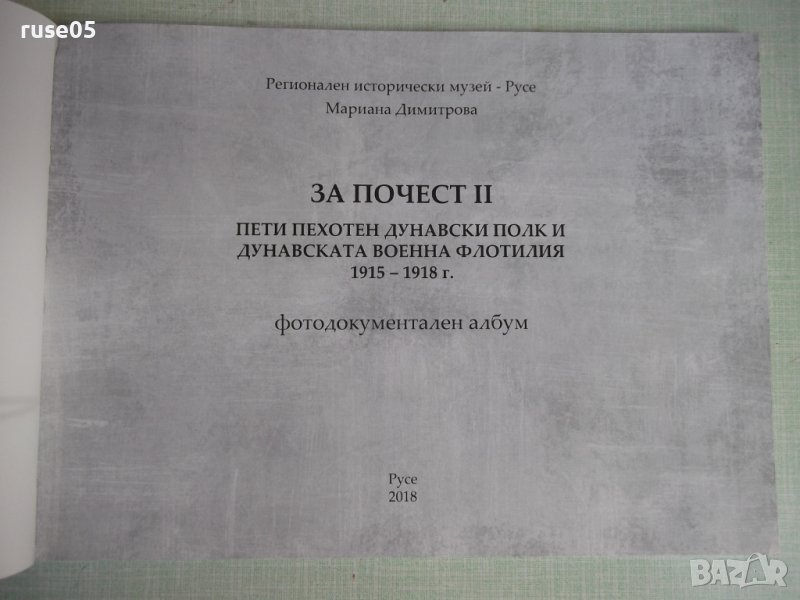 ruse05
Регионален исторически музей - Русе
Мариана Димитрова
ЗА ПОЧЕСТ II
ПЕТИ ПЕХОТЕН ДУНАВСКИ ПОЛК И
ДУНАВСКАТА ВОЕННА ФЛОТИЛИЯ
1915 – 1918 г.
фотодокументален албум
Русе
2018
BAZAR